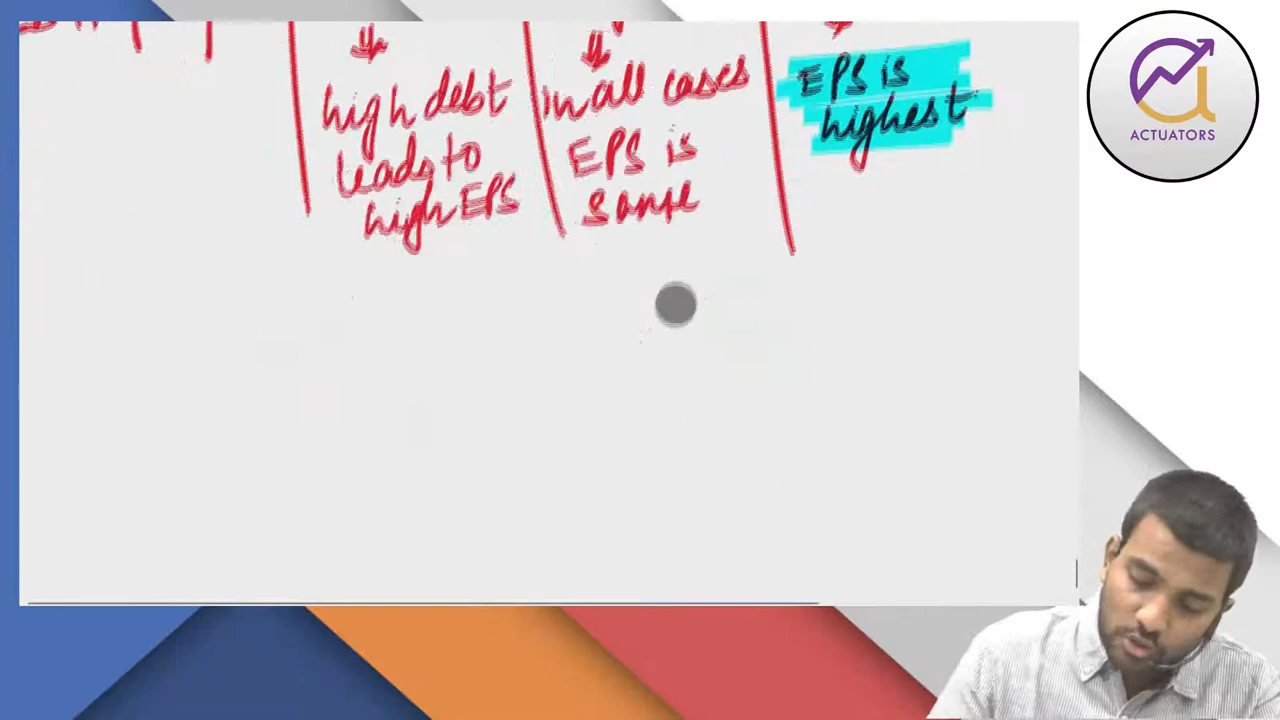 high debt
leads to
high EPS
in all cases
EPS is
same
EPS is
highest
ACTUATORS